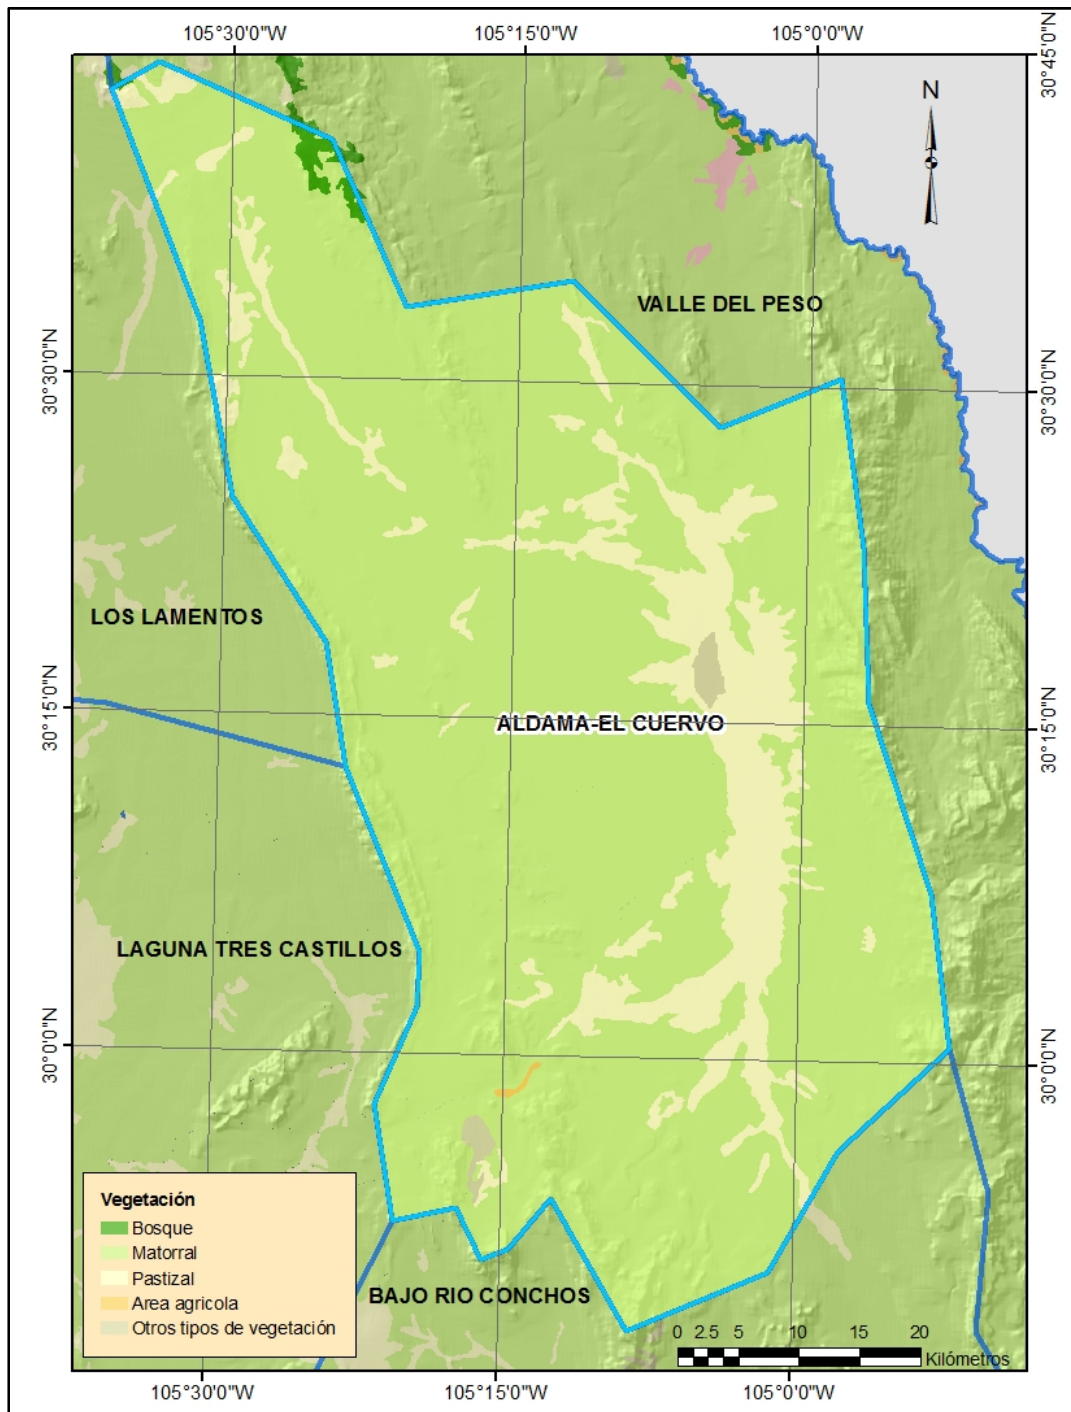 105°30'0"W 105°15'0"W 105°0'0"W
30°45'0"N
N
VALLE DEL PESO
30°30'0"N 30°30'0"N
LOS LAMENTOS
30°15'0"N ALDAMA-EL CUERVO 30°15'0"N
LAGUNA TRES CASTILLOS
30°0'0"N 30°0'0"N
Vegetación
Bosque
Matorral
Pastizal
Area agricola
Otros tipos de vegetación
BAJO RIO CONCHOS
0 2.5 5 10 15 20
Kilómetros
105°30'0"W 105°15'0"W 105°0'0"W